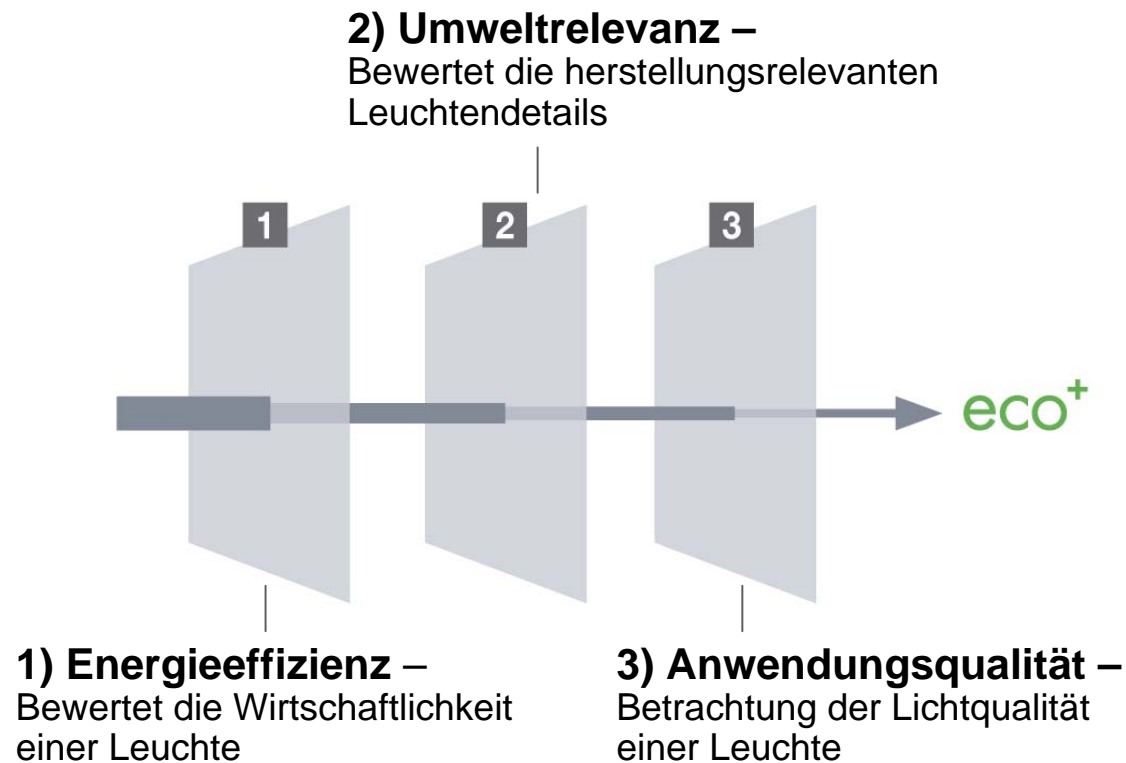 2) Umweltrelevanz –
Bewertet die herstellungsrelevanten
Leuchtendetails
1
2
3
eco+
1) Energieeffizienz –
Bewertet die Wirtschaftlichkeit
einer Leuchte
3) Anwendungsqualität –
Betrachtung der Lichtqualität
einer Leuchte